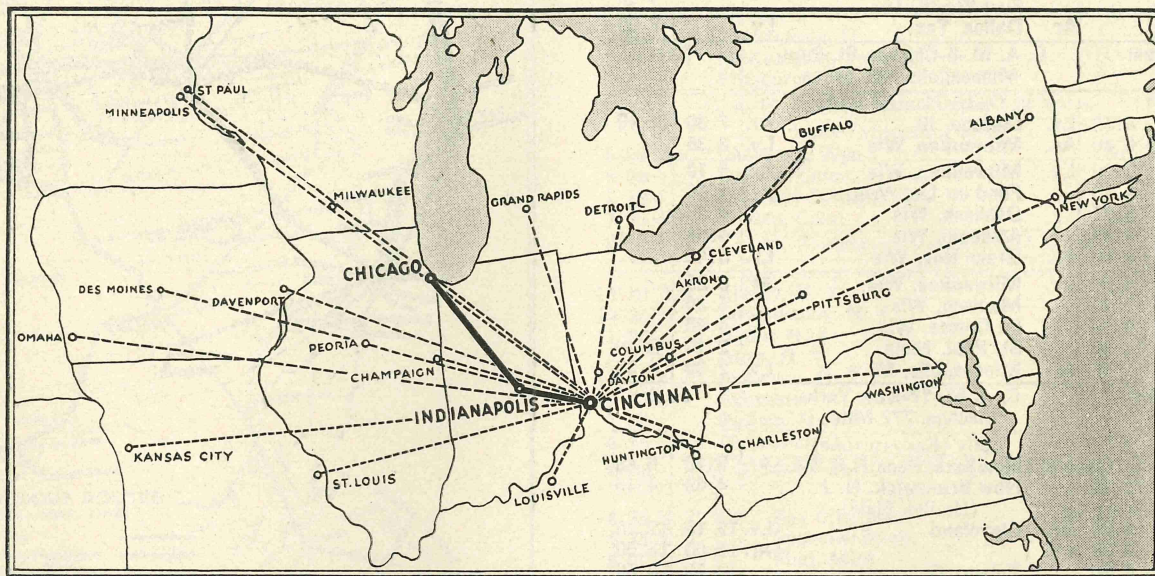 ST PAUL
MINNEAPOLIS
ALBANY
BUFFALO
MILWAUKEE
GRAND RAPIDS
DETROIT
NEW YORK
CLEVELAND
CHICAGO
AKRON
DES MOINES
DAVENPORT
PITTSBURG
OMAHA
PEORIA
COLUMBUS
CHAMPAIGN
DAYTON
WASHINGTON
INDIANAPOLIS
CINCINNATI
KANSAS CITY
HUNTINGTON
CHARLESTON
ST. LOUIS
LOUISVILLE